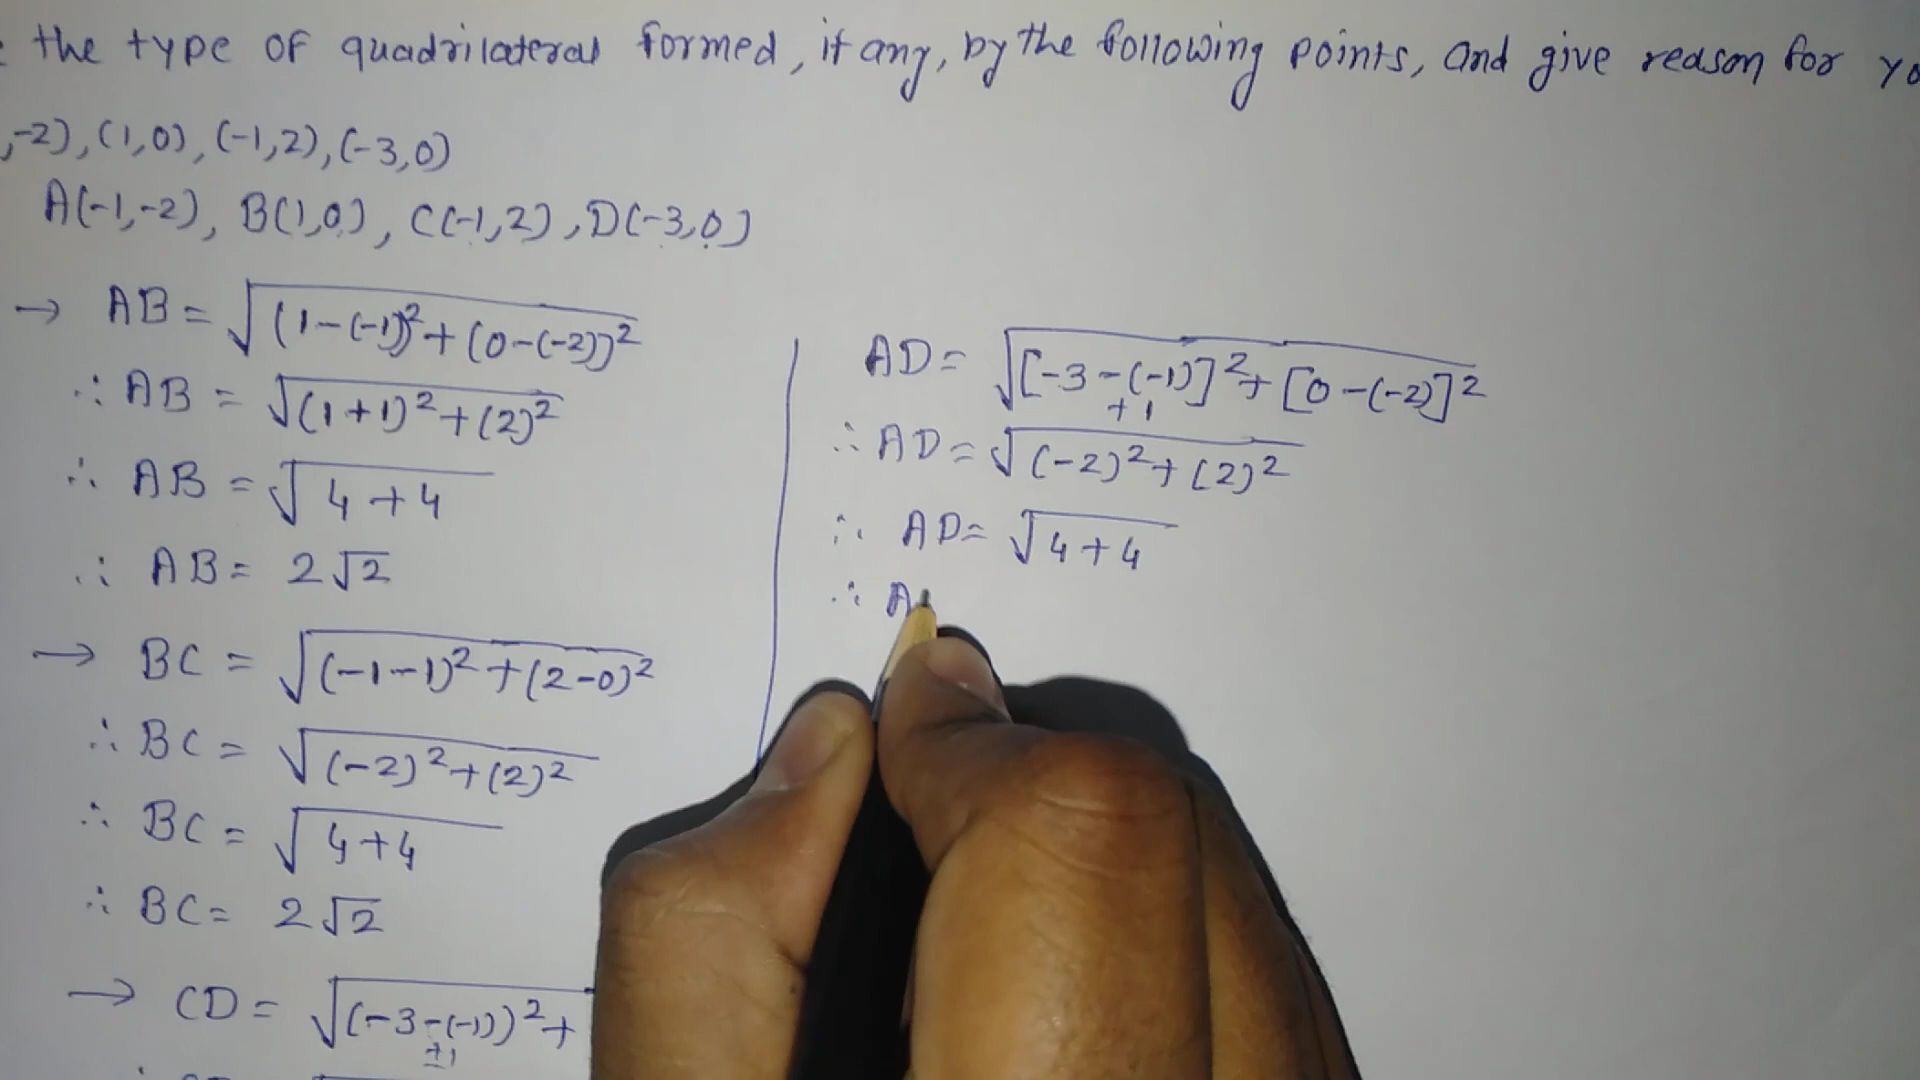 the type of quadrilateral formed, if any, by the following points, and give reason for yo
,-2), (1,0), (-1,2), (-3,0)
A(-1,-2), B(1,0), C(-1,2), D(-3,0)
→ AB = √(1-(-1))²+(0-(-2))²
∴ AB = √(1+1)²+(2)²
∴ AB = √4+4
∴ AB = 2√2
→ BC = √(-1-1)²+(2-0)²
∴ BC = √(-2)²+(2)²
∴ BC = √4+4
∴ BC = 2√2
→ CD = √(-3-(-1))²+
+1
AD = √[-3-(-1)]²+[0-(-2)]²
+1
∴ AD = √(-2)²+(2)²
∴ AD = √4+4
∴ A